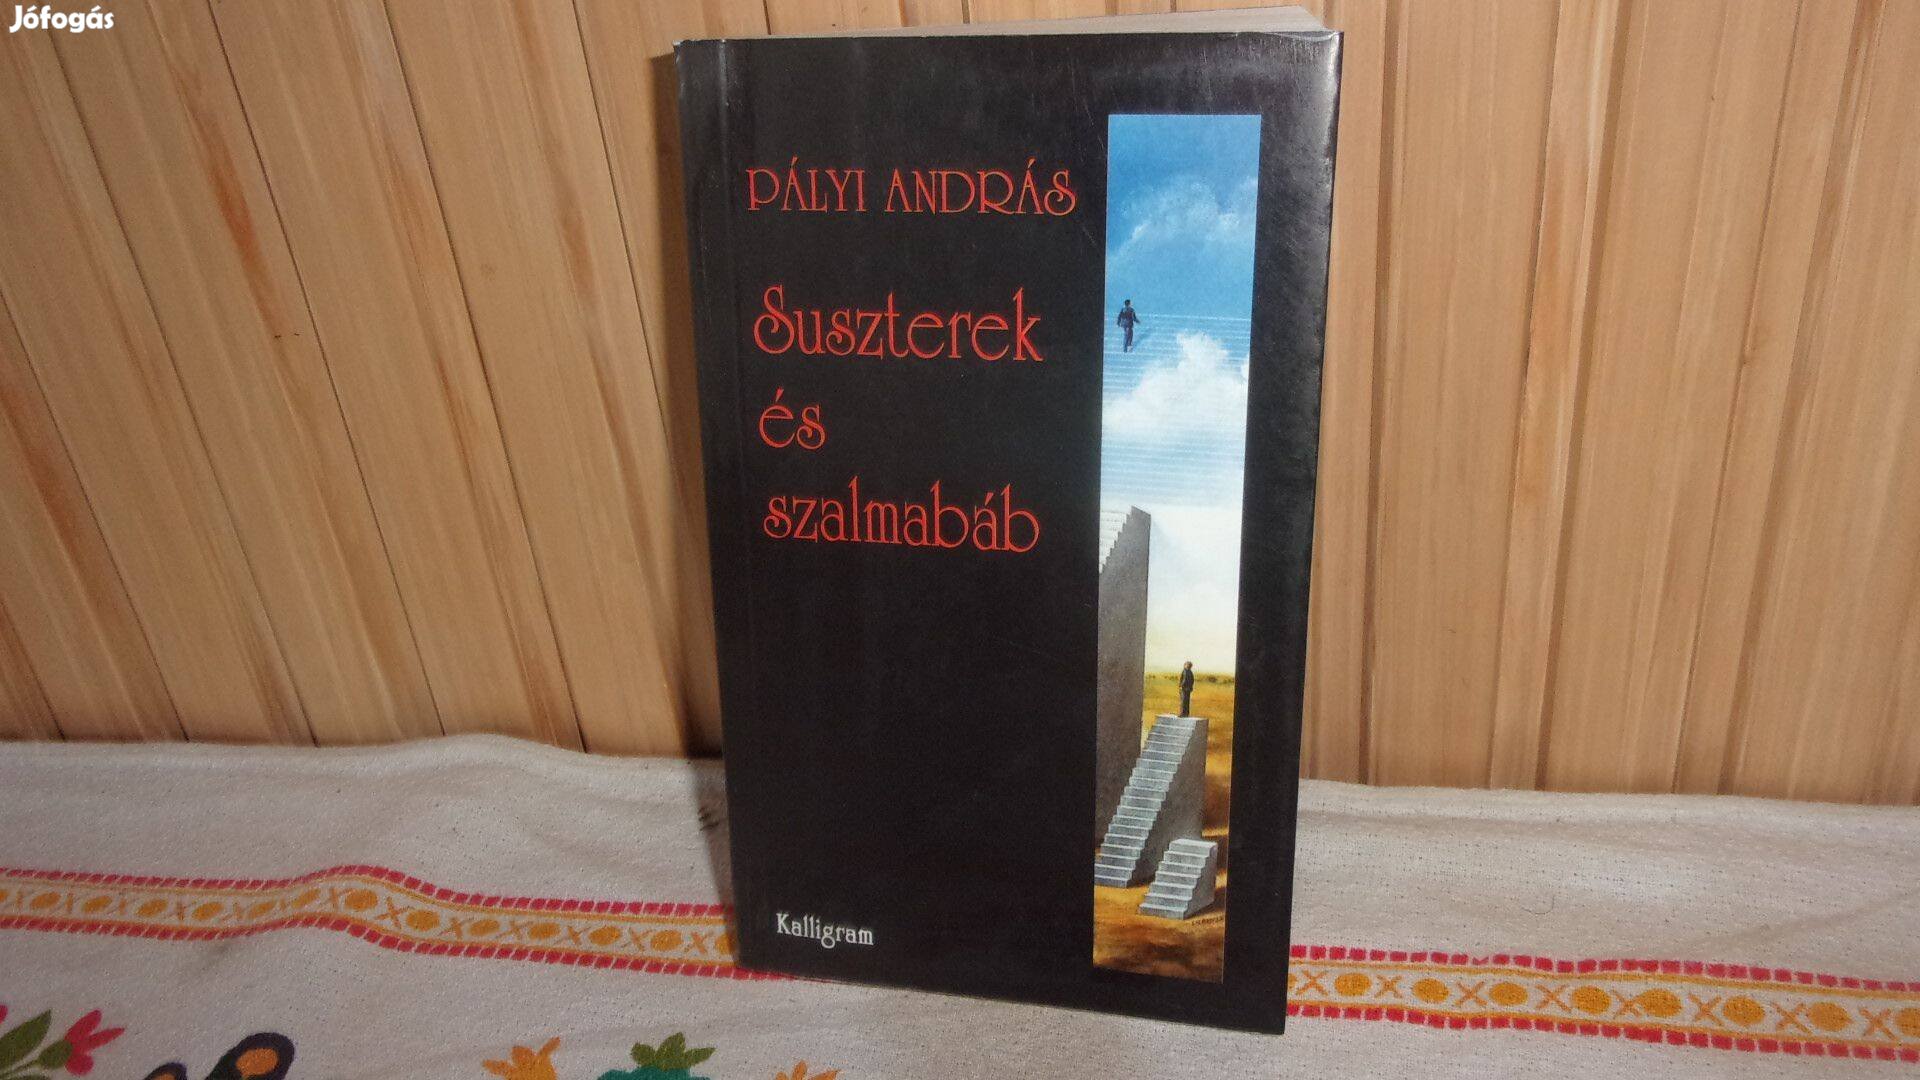 Jófogás
PÁLYI ANDRÁS
Suszterek
és
szalmabáb
Kalligram